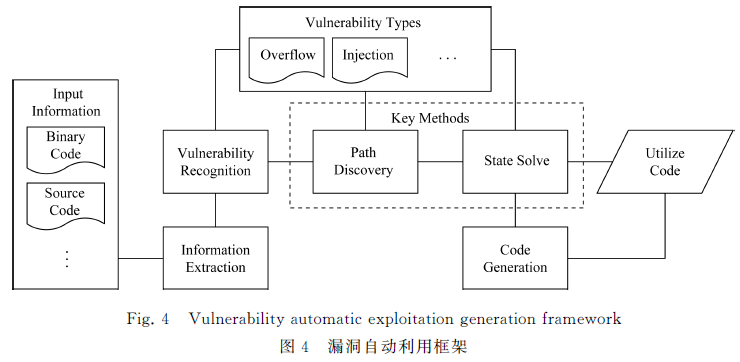 Vulnerability Types
Overflow
Injection
...
Input
Information
Binary
Code
Source
Code
⋮
Key Methods
Vulnerability
Recognition
Path
Discovery
State Solve
Utilize
Code
Information
Extraction
Code
Generation
Fig. 4 Vulnerability automatic exploitation generation framework
图 4 漏洞自动利用框架